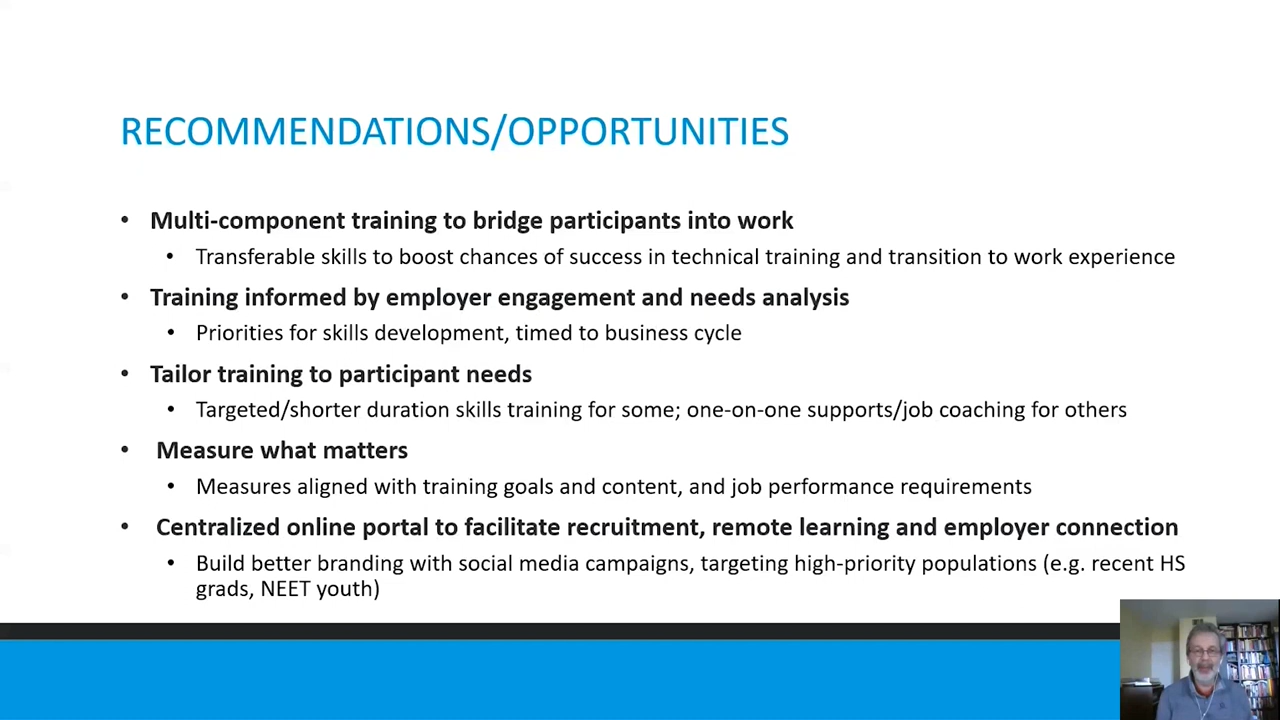 RECOMMENDATIONS/OPPORTUNITIES
• Multi-component training to bridge participants into work
• Transferable skills to boost chances of success in technical training and transition to work experience
• Training informed by employer engagement and needs analysis
• Priorities for skills development, timed to business cycle
• Tailor training to participant needs
• Targeted/shorter duration skills training for some; one-on-one supports/job coaching for others
• Measure what matters
• Measures aligned with training goals and content, and job performance requirements
• Centralized online portal to facilitate recruitment, remote learning and employer connection
• Build better branding with social media campaigns, targeting high-priority populations (e.g. recent HS
grads, NEET youth)